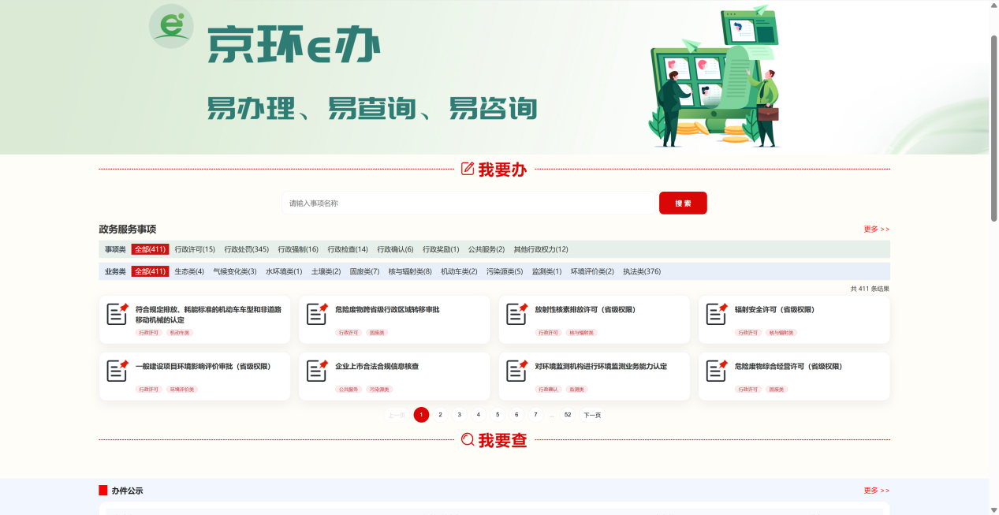 京环e办
易办理、易查询、易咨询
我要办
请输入事项名称
搜 索
政务服务事项
更多 >>
事项类 全部(411) 行政许可(15) 行政处罚(345) 行政强制(16) 行政检查(14) 行政确认(6) 行政奖励(1) 公共服务(2) 其他行政权力(12)
业务类 全部(411) 生态类(4) 气候变化类(3) 水环境类(1) 土壤类(2) 固废类(7) 核与辐射类(8) 机动车类(2) 污染源类(5) 监测类(1) 环境评价类(2) 执法类(376)
共 411 条结果
符合规定排放、耗能标准的机动车车型和非道路
移动机械的认定
行政许可 机动车类
危险废物跨省级行政区域转移审批
行政许可 固废类
放射性核素排放许可（省级权限）
行政许可 核与辐射类
辐射安全许可（省级权限）
行政许可 核与辐射类
一般建设项目环境影响评价审批（省级权限）
行政许可 环境评价类
企业上市合法合规信息核查
公共服务 污染源类
对环境监测机构进行环境监测业务能力认定
行政确认 监测类
危险废物综合经营许可（省级权限）
行政许可 固废类
上一页 1 2 3 4 5 6 7 ... 52 下一页
我要查
办件公示
更多 >>